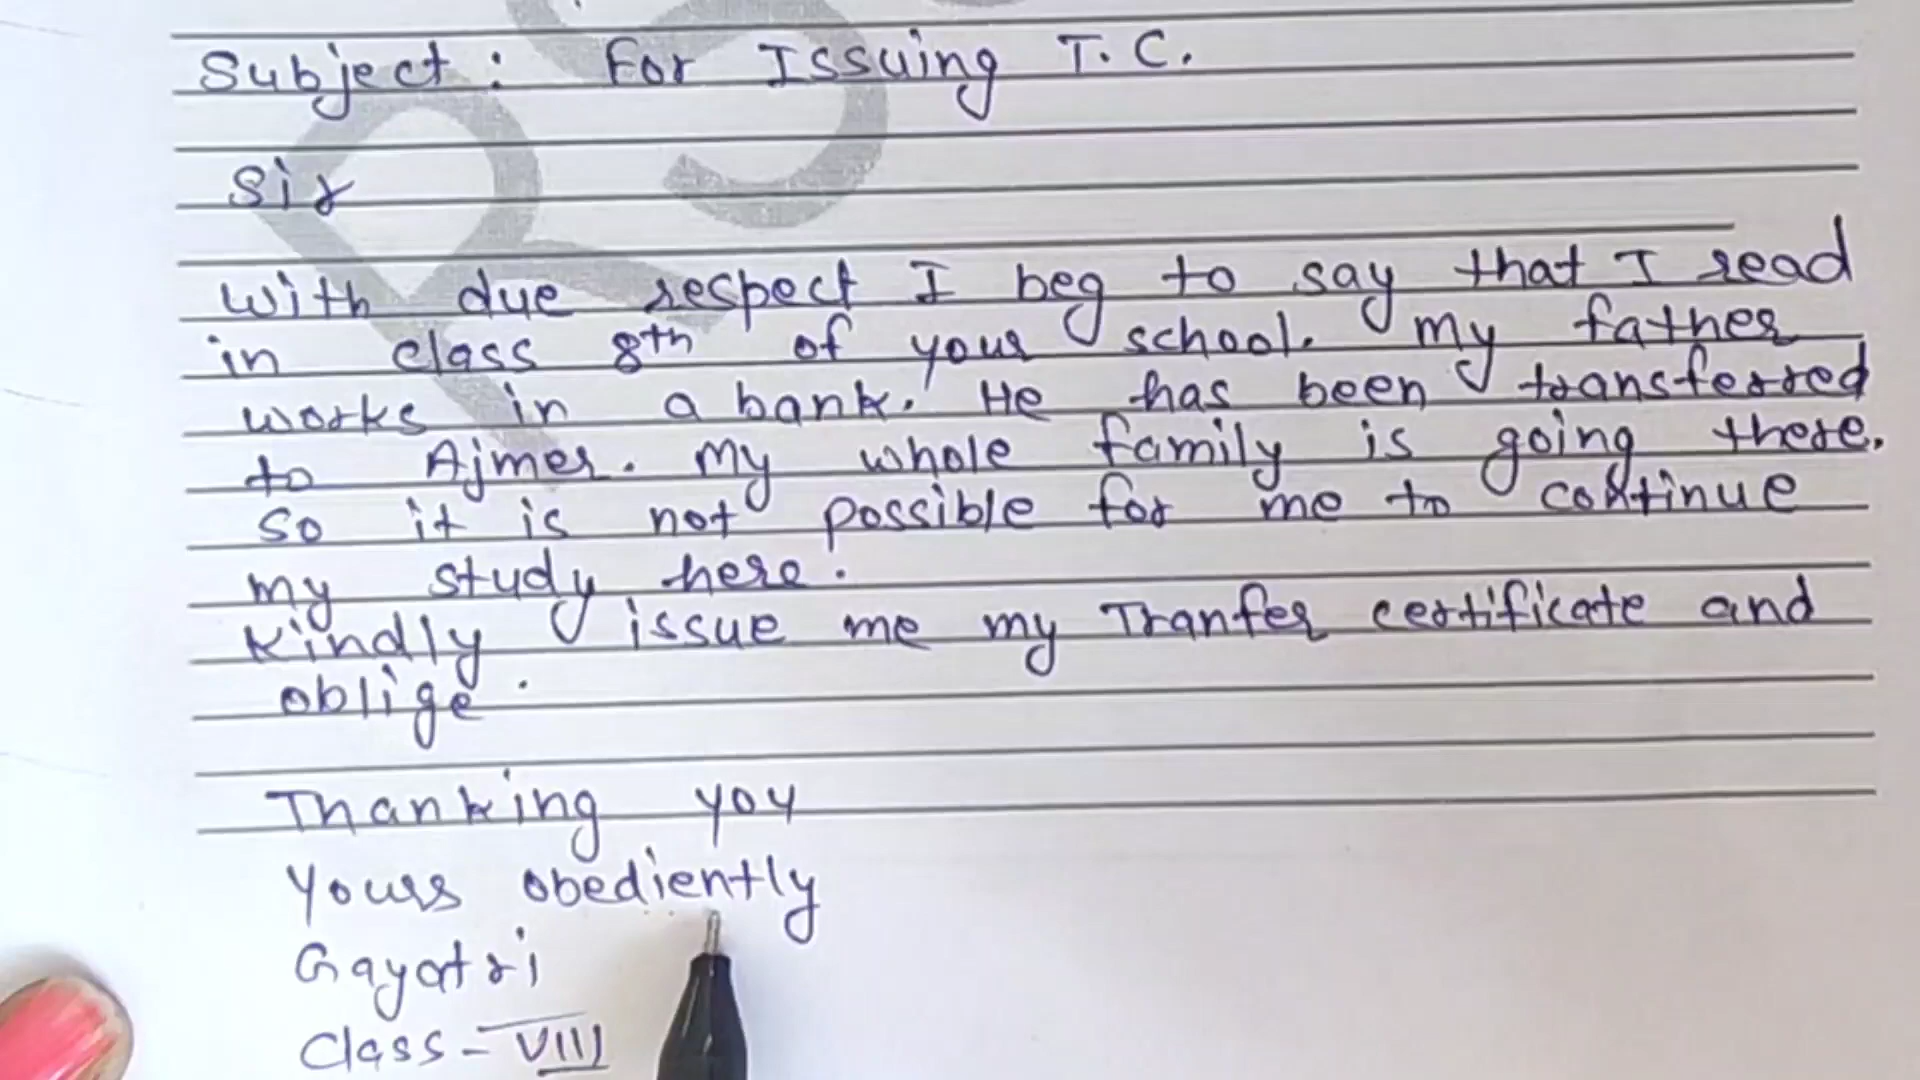 Subject : For Issuing T. C.
Sir
with due respect I beg to say that I read
in class 8th of your school. my father
works in a bank. He has been transferred
to Ajmer. My whole family is going there.
So it is not possible for me to continue
my study here.
Kindly issue me my Tranfer certificate and
oblige.
Thanking you
Yours obediently
Gayatri
Class - VIII